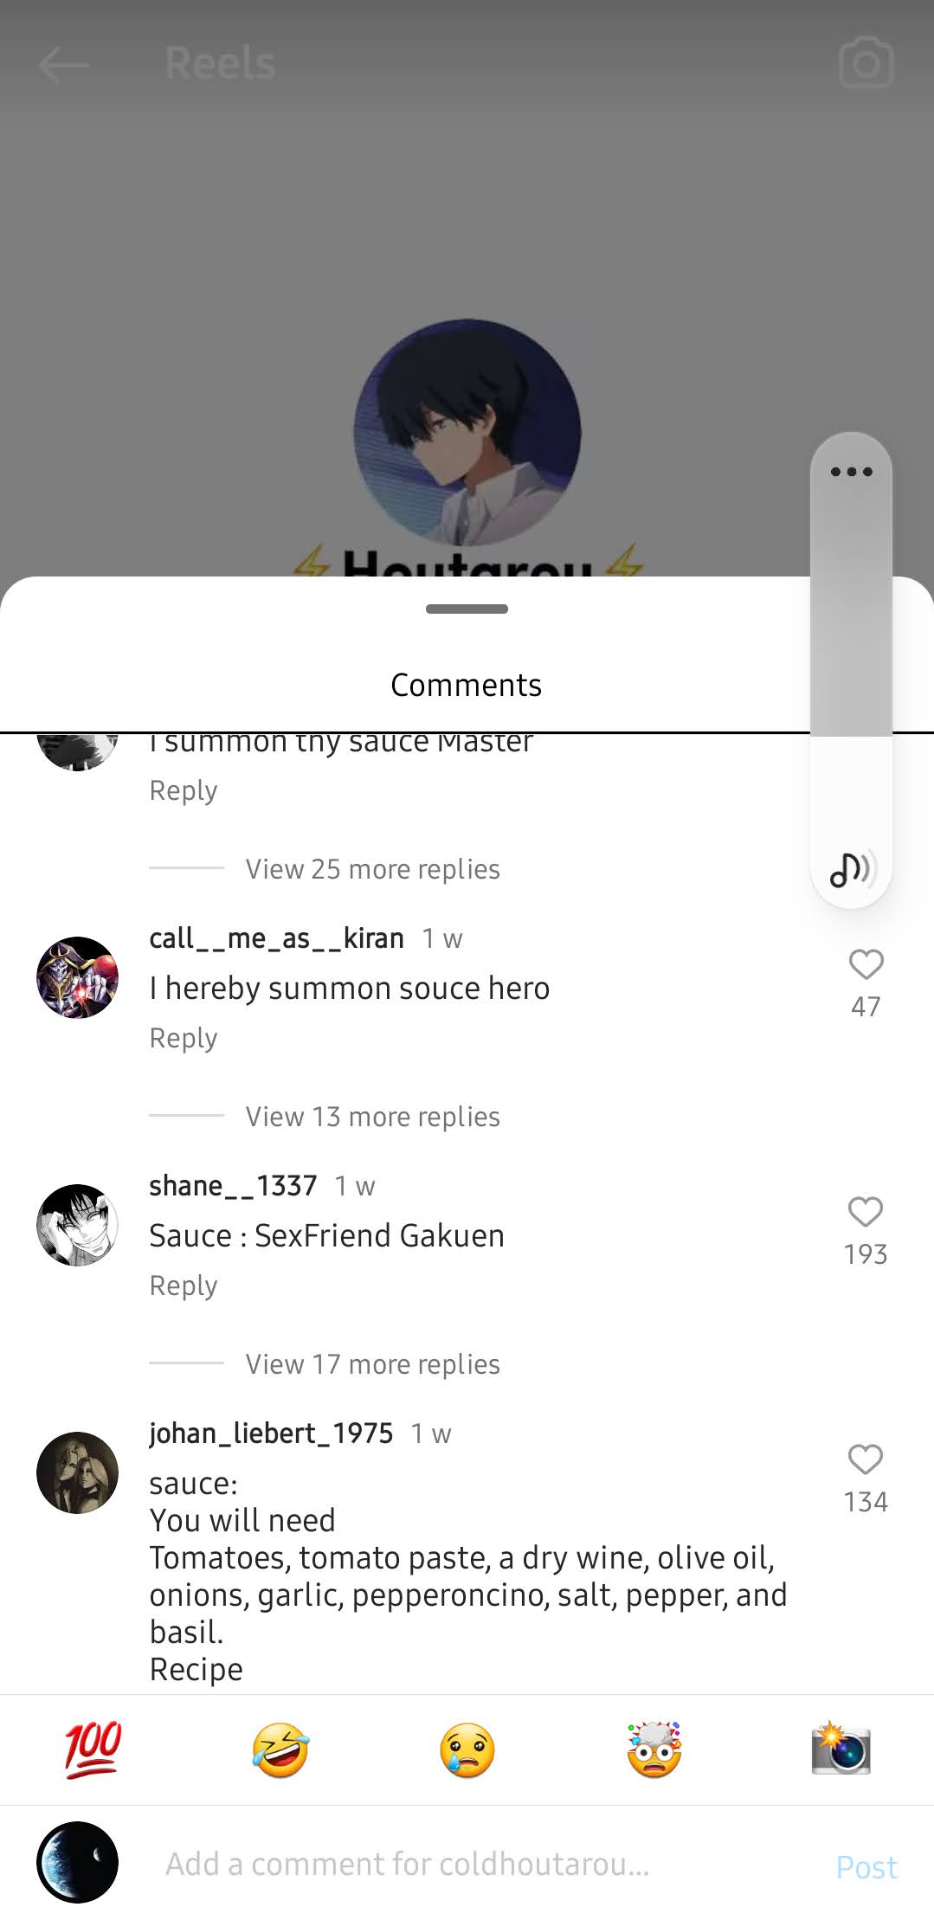 Reels
⚡ Houtarou ⚡
Comments
I summon thy sauce Master
Reply
View 25 more replies
call__me_as__kiran 1 w
I hereby summon souce hero
47
Reply
View 13 more replies
shane__1337 1 w
Sauce : SexFriend Gakuen
193
Reply
View 17 more replies
johan_liebert_1975 1 w
sauce:
134
You will need
Tomatoes, tomato paste, a dry wine, olive oil,
onions, garlic, pepperoncino, salt, pepper, and
basil.
Recipe
💯 🤣 😢 🤯 📸
Add a comment for coldhoutarou...
Post